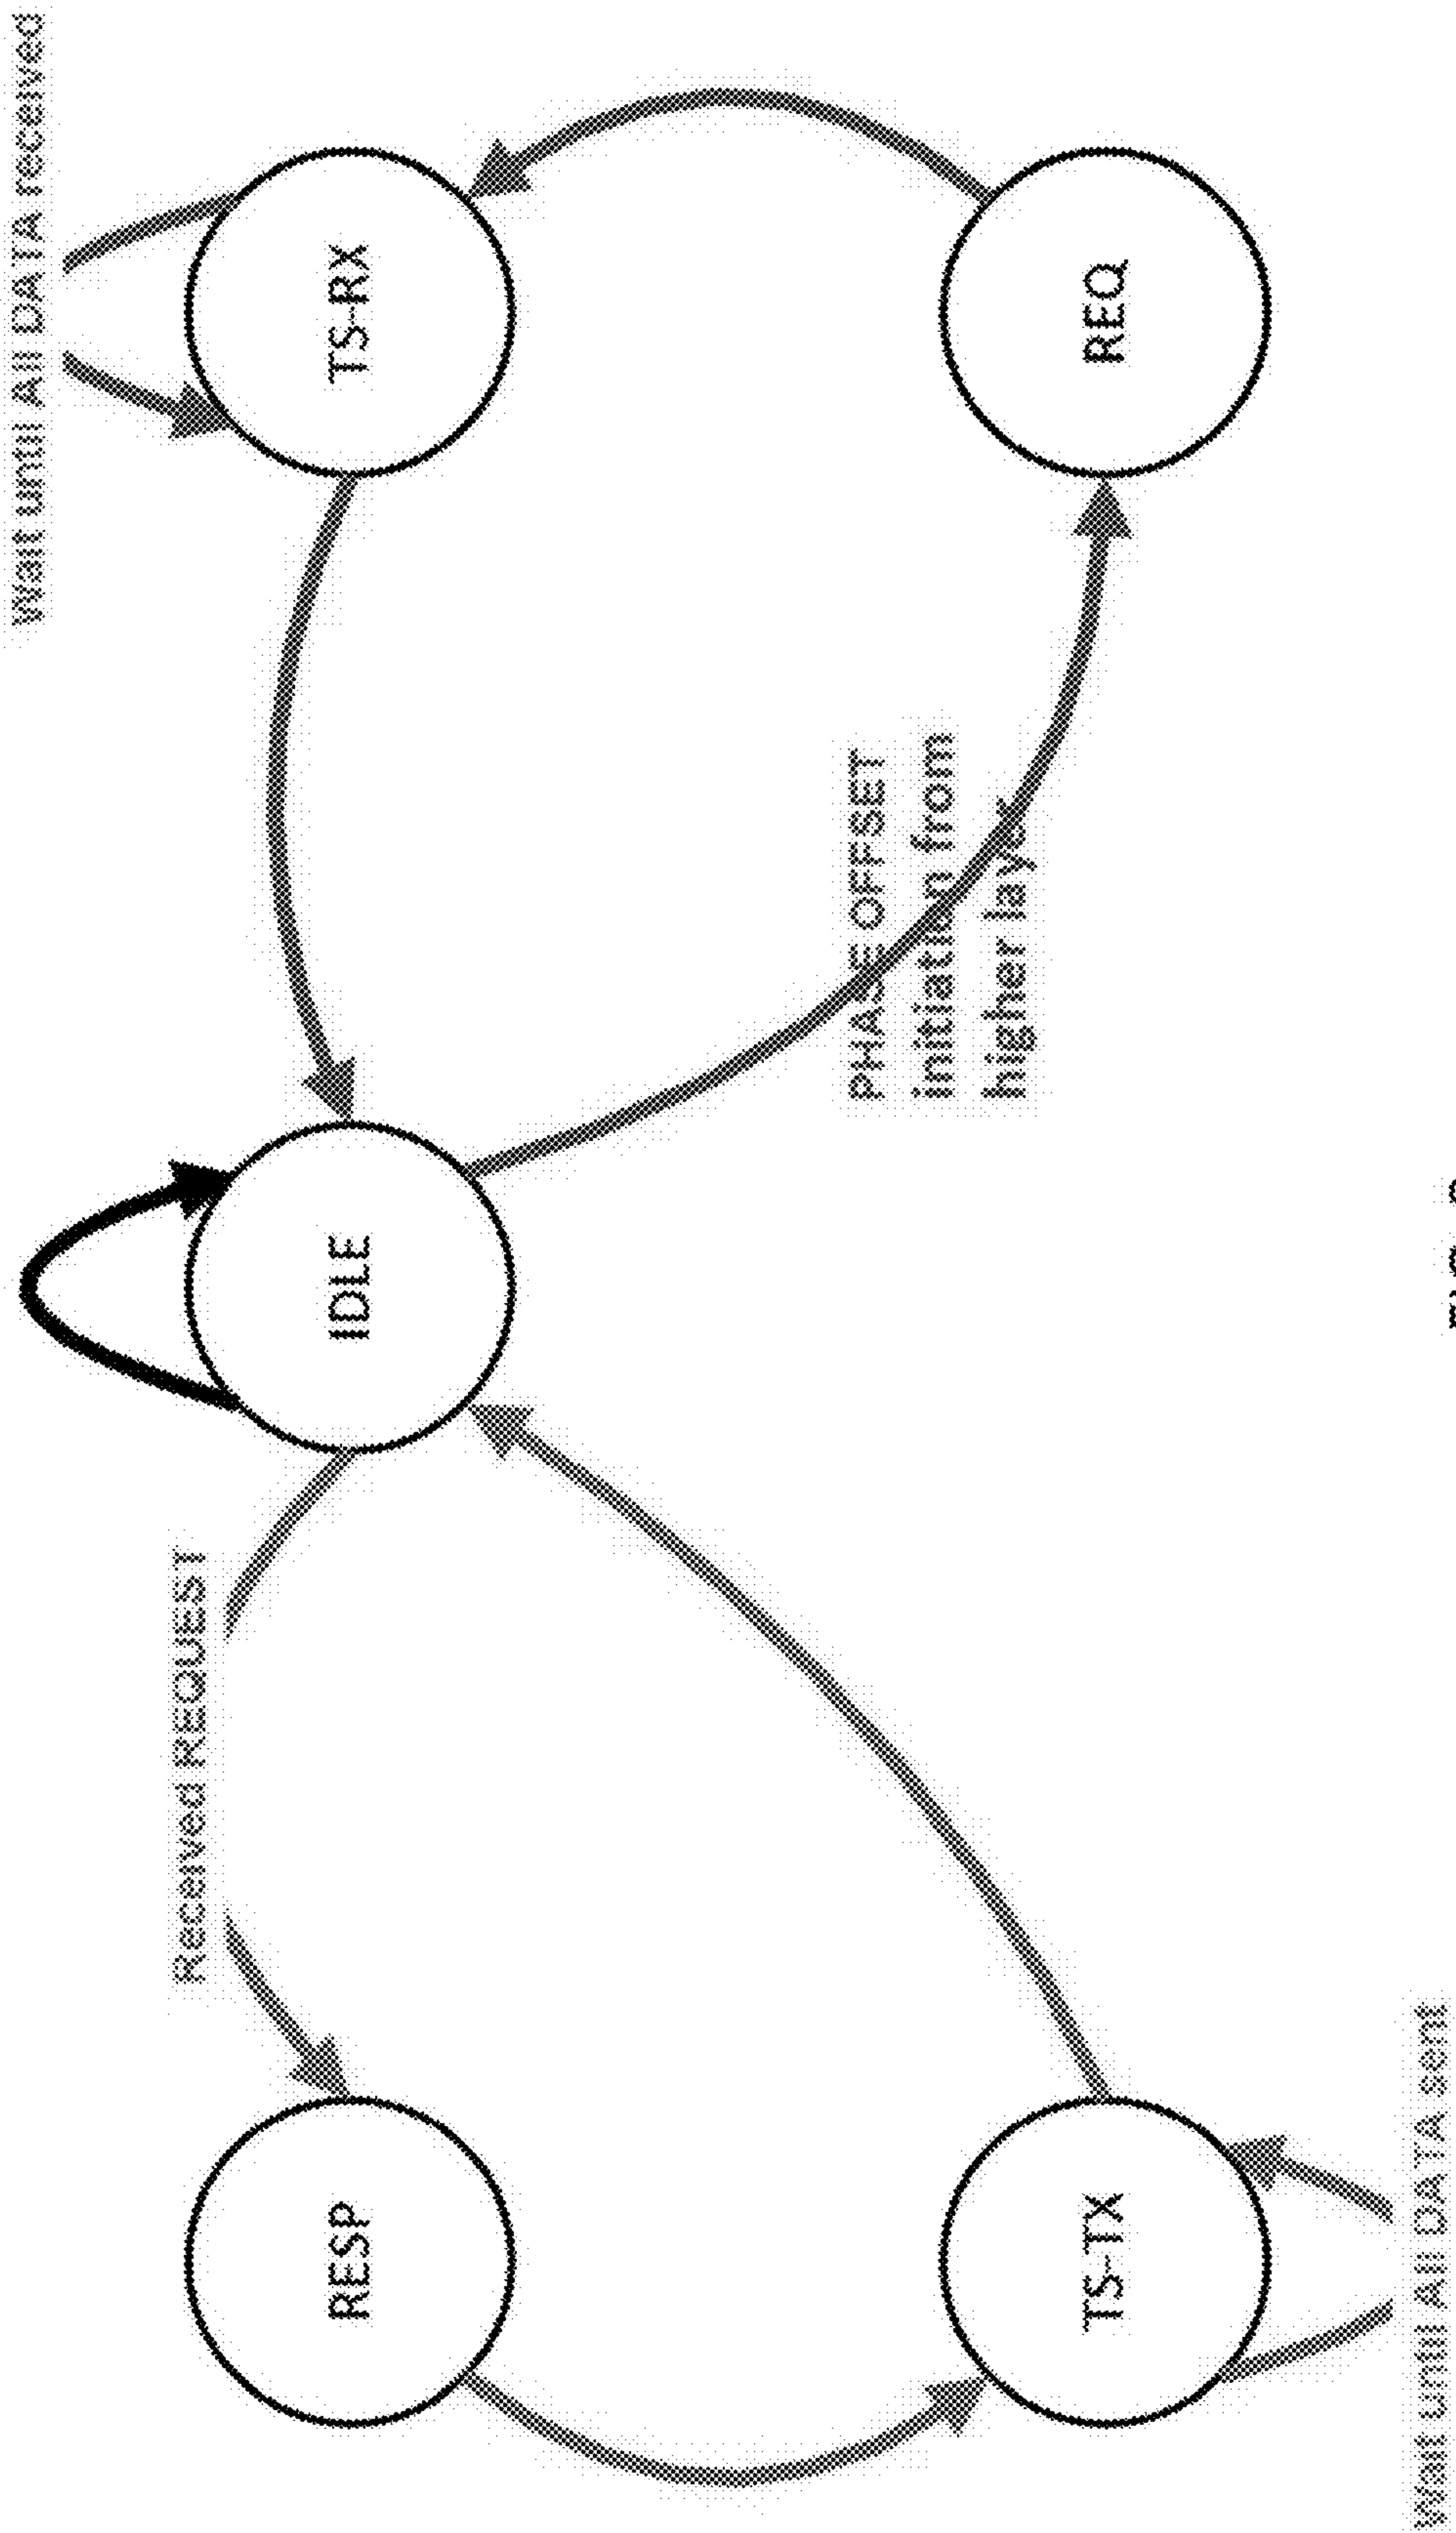 Wait until All DATA received
Received REQUEST
RESP
IDLE
TS-RX
PHASE OFFSET
initiation from
higher layer
TS-TX
REQ
Wait until All DATA sent